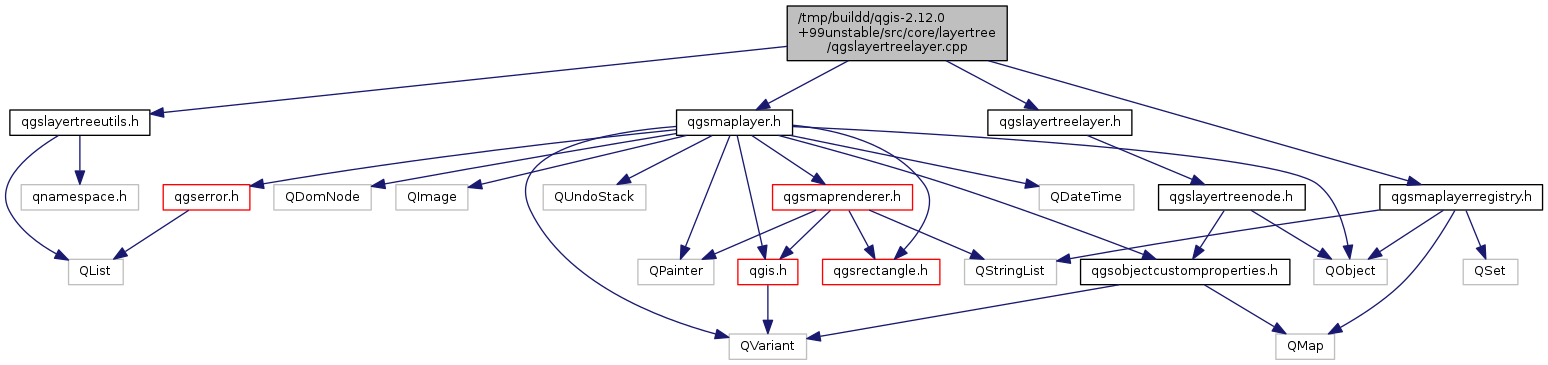 /tmp/buildd/qgis-2.12.0
+99unstable/src/core/layertree
/qgslayertreelayer.cpp
qgslayertreeutils.h
qgsmaplayer.h
qgslayertreelayer.h
qnamespace.h
qgserror.h
QDomNode
QImage
QUndoStack
qgsmaprenderer.h
QDateTime
qgslayertreenode.h
qgsmaplayerregistry.h
QList
QPainter
qgis.h
qgsrectangle.h
QStringList
qgsobjectcustomproperties.h
QObject
QSet
QVariant
QMap